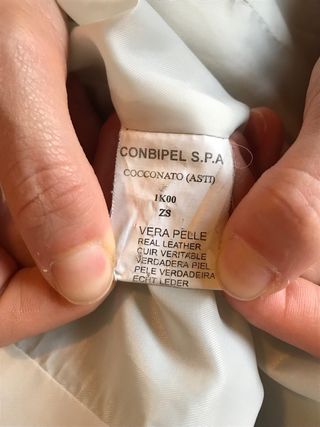 CONBIPEL S.P.A
COCCONATO (ASTI)
1K00
ZS
VERA PELLE
REAL LEATHER
CUIR VERITABLE
VERDADERA PIEL
PELE VERDADEIRA
ECHT LEDER